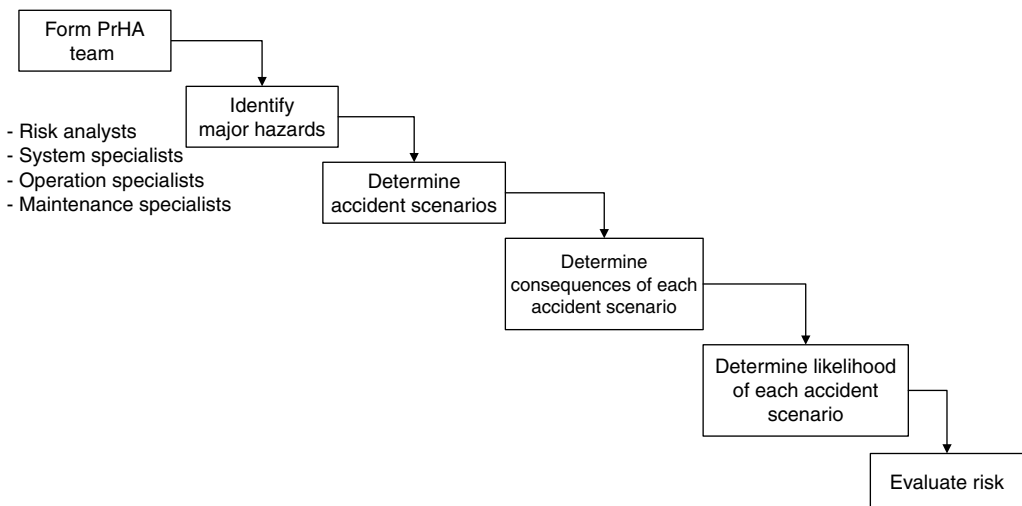 Form PrHA
team
Identify
major hazards
- Risk analysts
- System specialists
- Operation specialists
- Maintenance specialists
Determine
accident scenarios
Determine
consequences of each
accident scenario
Determine likelihood
of each accident
scenario
Evaluate risk